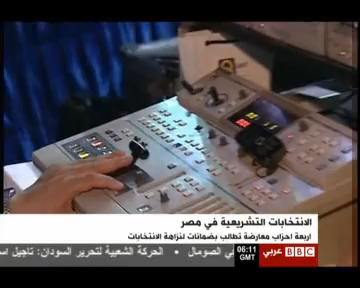 الانتخابات التشريعية في مصر
اربعة احزاب معارضة تطالب بضمانات لنزاهة الانتخابات
في الصومال • الحركة الشعبية لتحرير السودان: تاجيل
06:11
GMT
BBC عربي